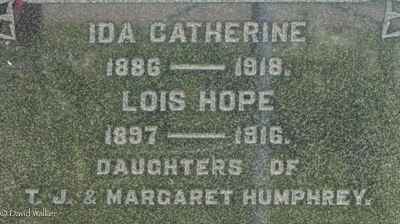 IDA CATHERINE
1886 — 1918.
LOIS HOPE
1897 — 1916.
DAUGHTERS OF
T. J. & MARGARET HUMPHREY.
©David Walker